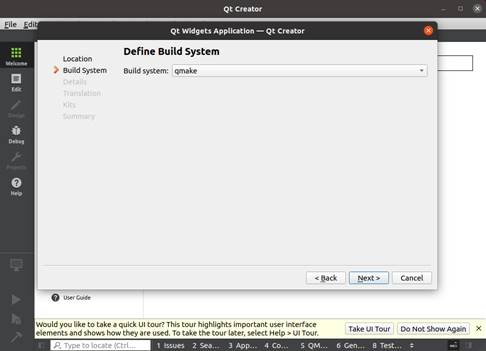 Qt Creator
File Edi
Qt Widgets Application — Qt Creator
Welcome
Edit
Design
Debug
Projects
Help
Location
Build System
Details
Translation
Kits
Summary
Define Build System
Build system: qmake
< Back Next > Cancel
User Guide
Would you like to take a quick UI tour? This tour highlights important user interface
elements and shows how they are used. To take the tour later, select Help > UI Tour.
Take UI Tour Do Not Show Again
Type to locate (Ctrl... 1 Issues 2 Sea... 3 App... 4 Co... 5 QM... 6 Gen... 8 Test...